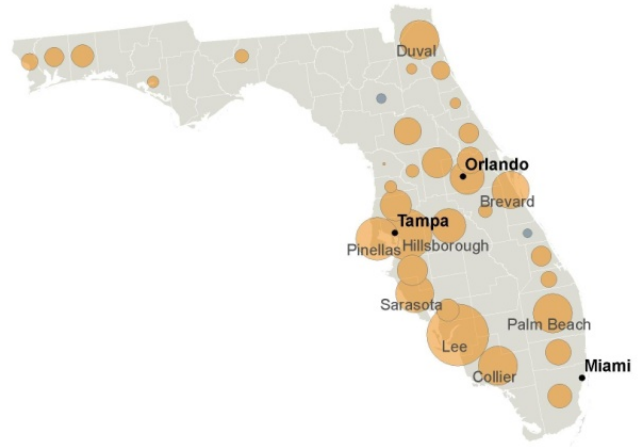 Duval
Orlando
Brevard
Tampa
Pinellas Hillsborough
Sarasota
Palm Beach
Lee
Miami
Collier